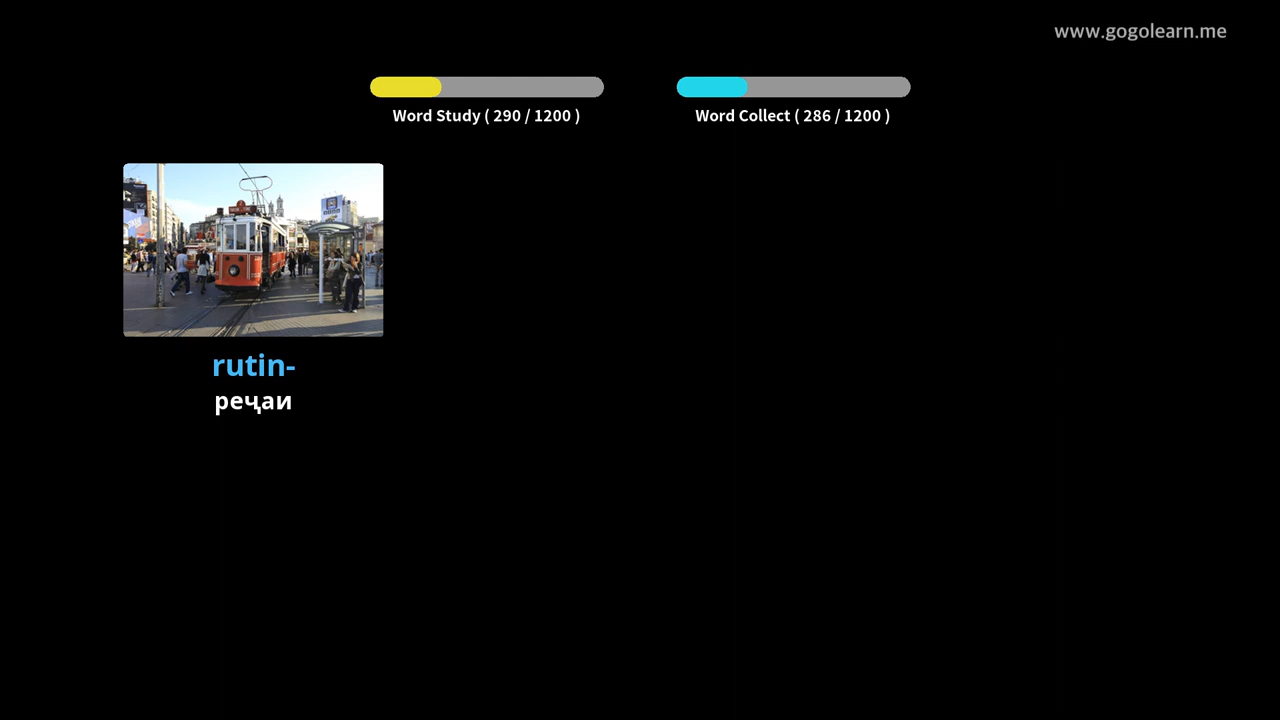 www.gogolearn.me
Word Study ( 290 / 1200 )
Word Collect ( 286 / 1200 )
rutin-
реҷаи